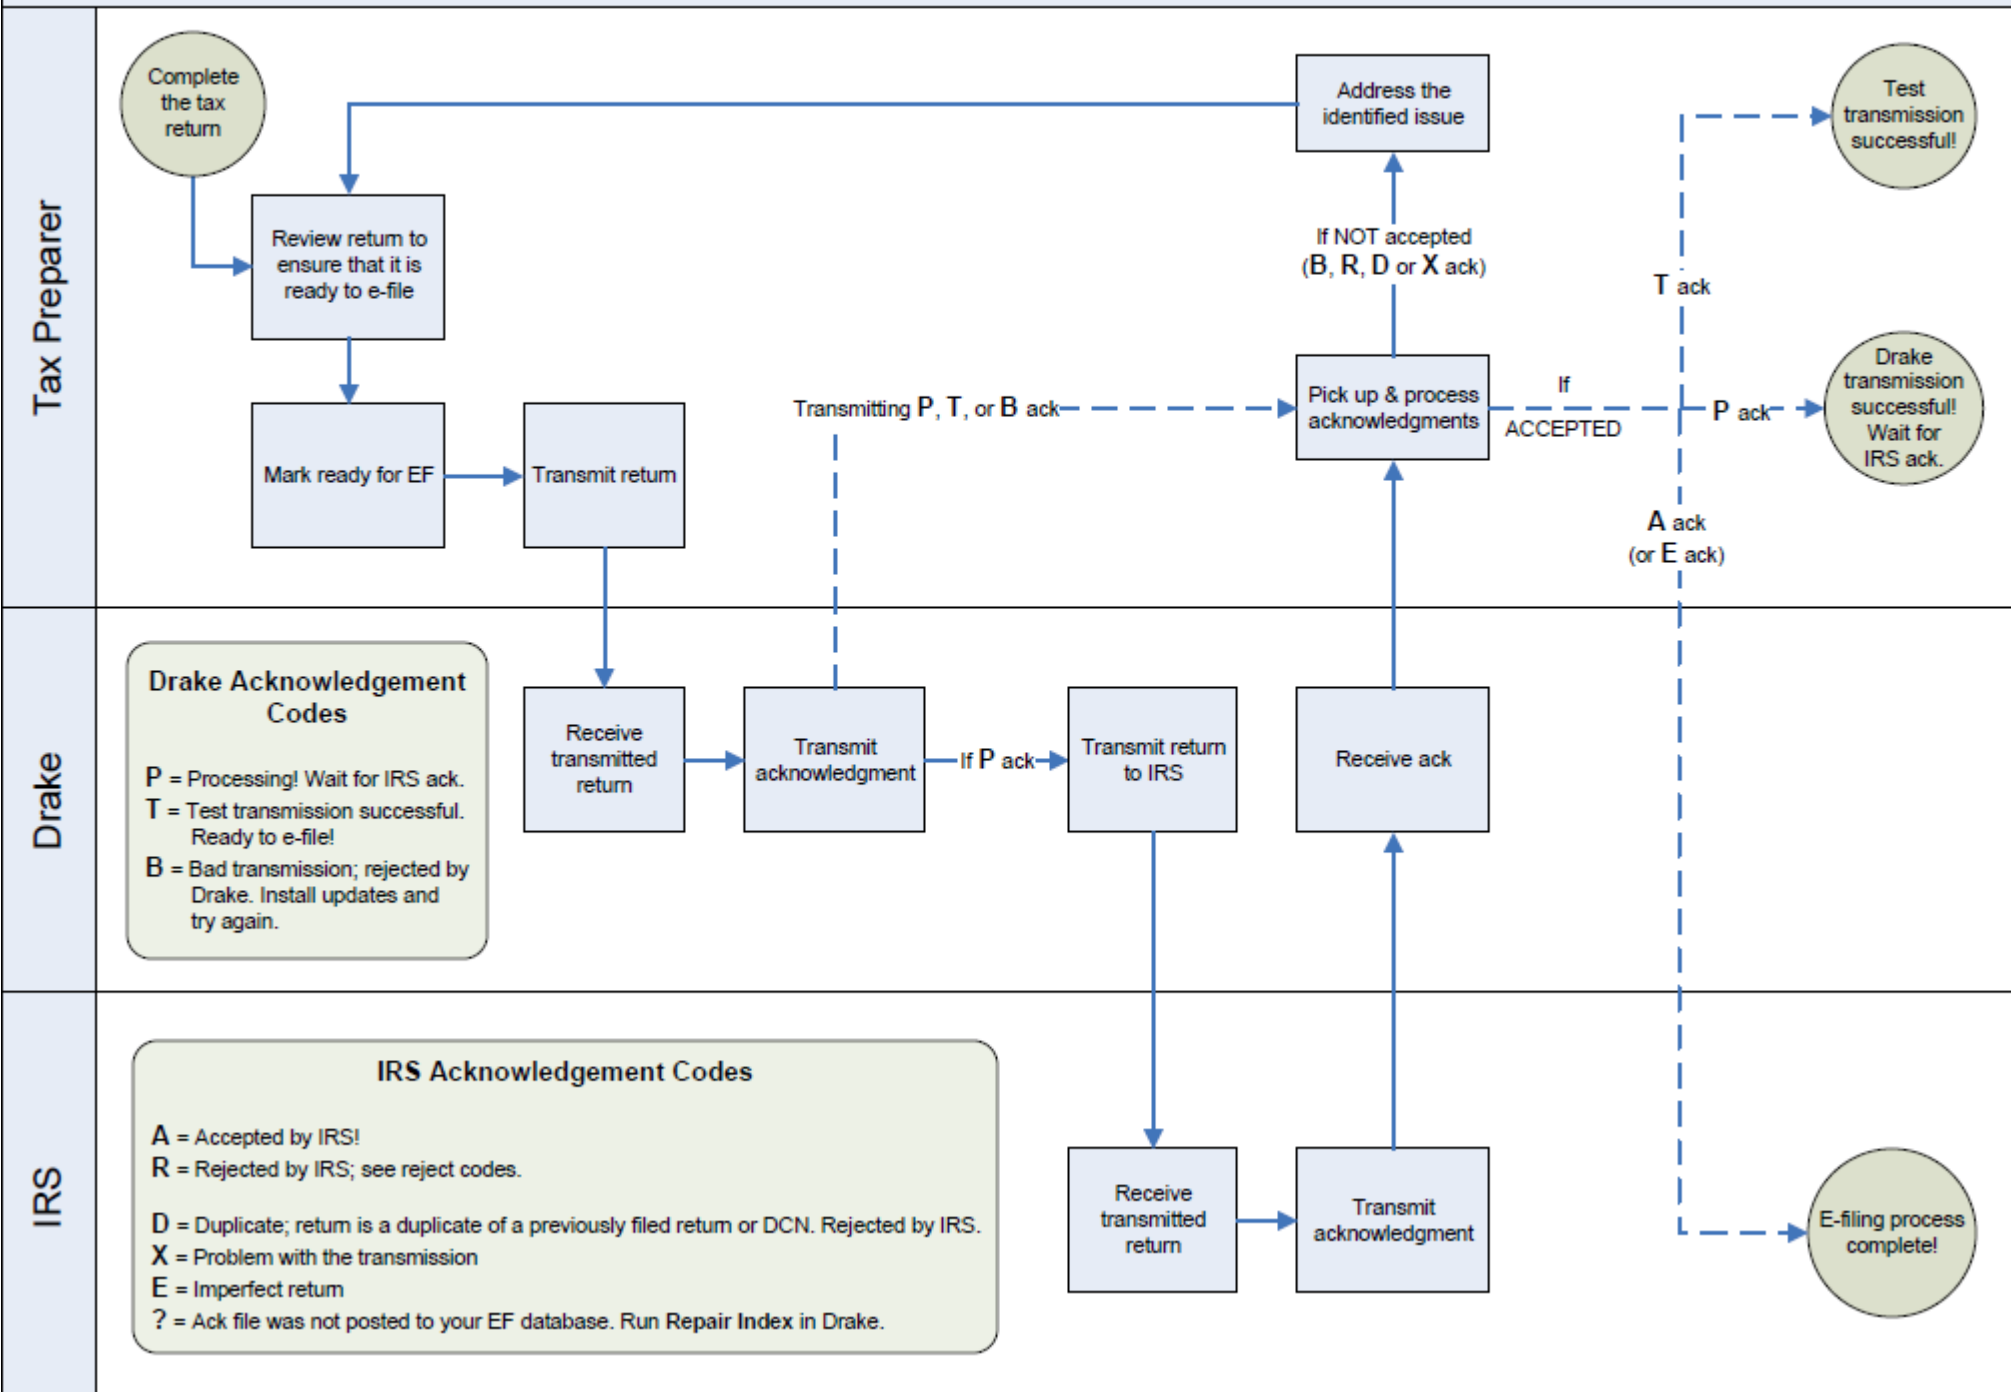 Tax Preparer
Complete
the tax
return
Review return to
ensure that it is
ready to e-file
Mark ready for EF
Transmit return
Address the
identified issue
If NOT accepted
(B, R, D or X ack)
Transmitting P, T, or B ack
Pick up & process
acknowledgments
If
ACCEPTED
T ack
P ack
A ack
(or E ack)
Test
transmission
successful!
Drake
transmission
successful!
Wait for
IRS ack.
Drake
Drake Acknowledgement
Codes
P = Processing! Wait for IRS ack.
T = Test transmission successful.
Ready to e-file!
B = Bad transmission; rejected by
Drake. Install updates and
try again.
Receive
transmitted
return
Transmit
acknowledgment
If P ack
Transmit return
to IRS
Receive ack
IRS
IRS Acknowledgement Codes
A = Accepted by IRS!
R = Rejected by IRS; see reject codes.
D = Duplicate; return is a duplicate of a previously filed return or DCN. Rejected by IRS.
X = Problem with the transmission
E = Imperfect return
? = Ack file was not posted to your EF database. Run Repair Index in Drake.
Receive
transmitted
return
Transmit
acknowledgment
E-filing process
complete!